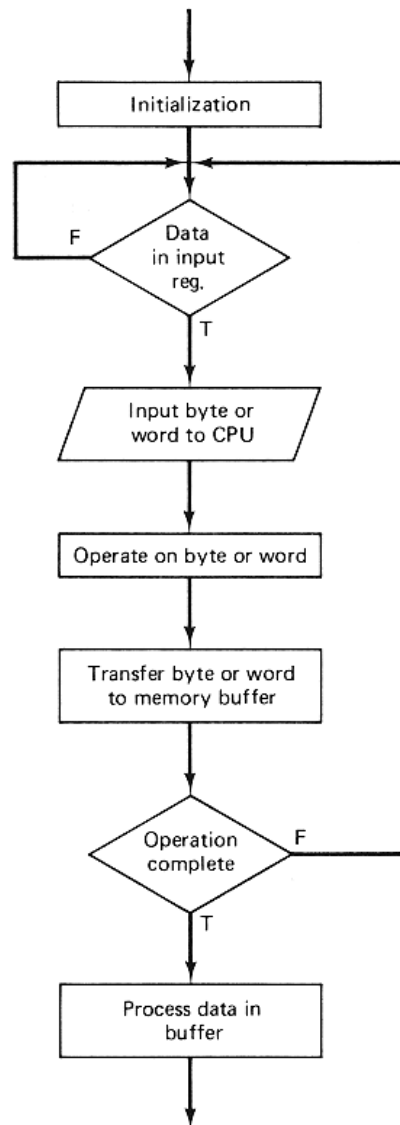 Initialization
F
Data
in input
reg.
T
Input byte or
word to CPU
Operate on byte or word
Transfer byte or word
to memory buffer
Operation
complete
F
T
Process data in
buffer